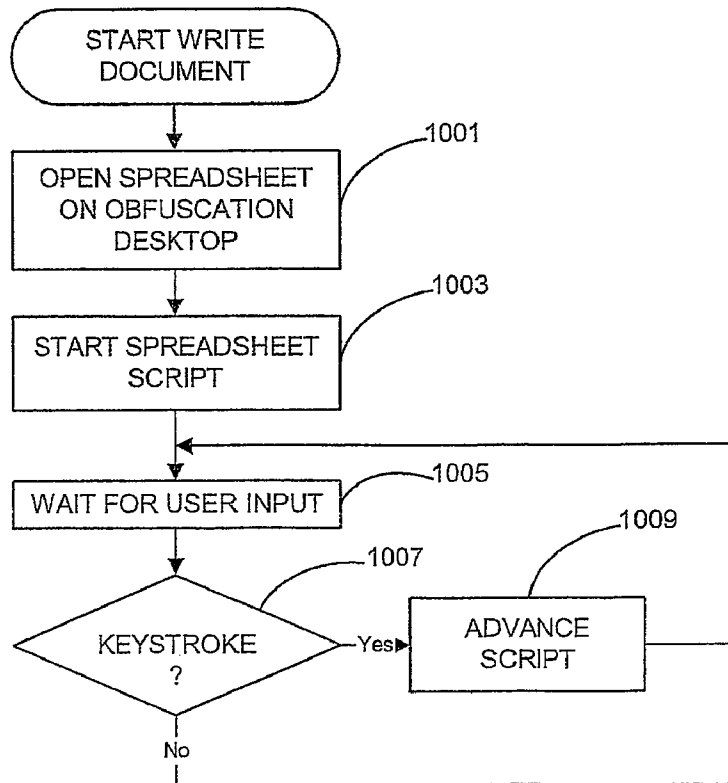 START WRITE
DOCUMENT
1001
OPEN SPREADSHEET
ON OBFUSCATION
DESKTOP
1003
START SPREADSHEET
SCRIPT
1005
WAIT FOR USER INPUT
1009
1007
KEYSTROKE
?
Yes
ADVANCE
SCRIPT
No